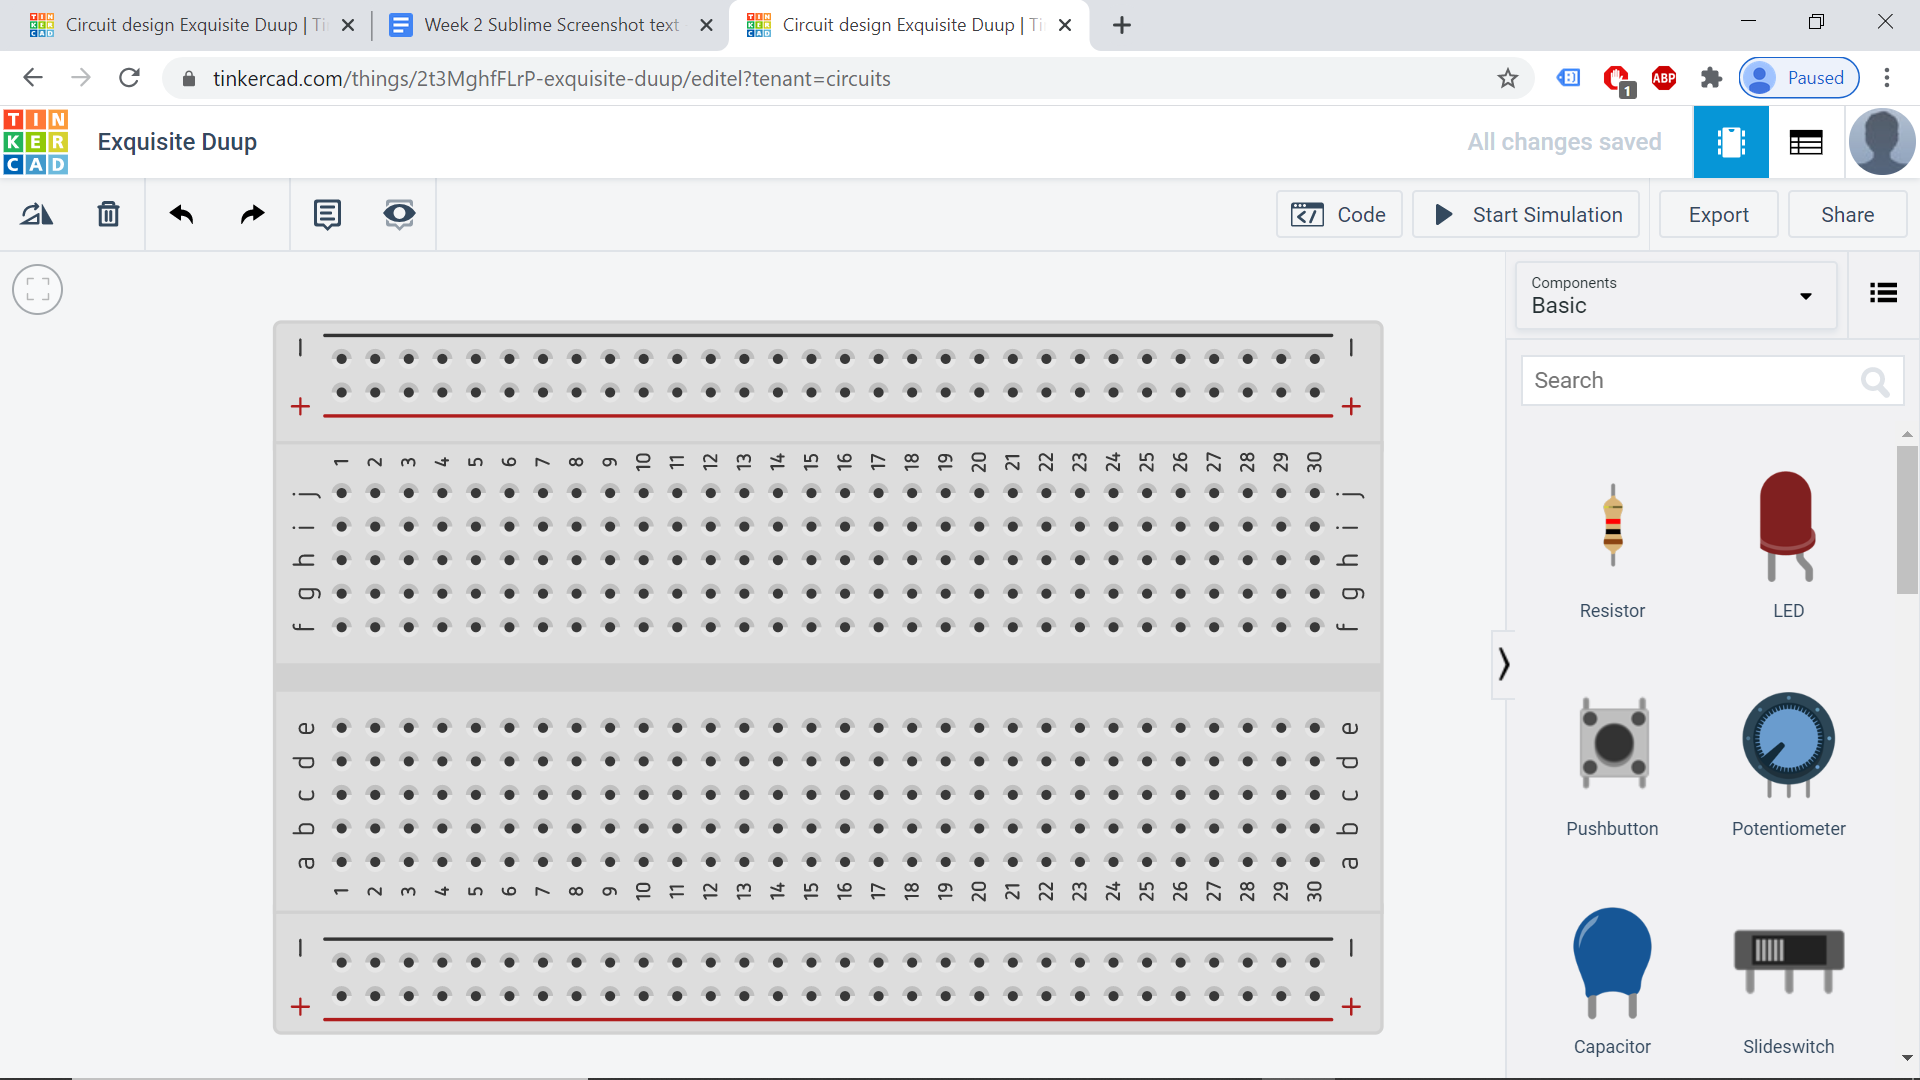 Circuit design Exquisite Duup | Ti
Week 2 Sublime Screenshot text
Circuit design Exquisite Duup | Ti
tinkercad.com/things/2t3MghfFLrP-exquisite-duup/editel?tenant=circuits
1
ABP
Paused
TIN
KER
CAD
Exquisite Duup
All changes saved
Code
Start Simulation
Export
Share
Components
Basic
Search
Resistor
LED
Pushbutton
Potentiometer
Capacitor
Slideswitch
− −
+ +
1 2 3 4 5 6 7 8 9 10 11 12 13 14 15 16 17 18 19 20 21 22 23 24 25 26 27 28 29 30
j j
i i
h h
g g
f f
e e
d d
c c
b b
a a
1 2 3 4 5 6 7 8 9 10 11 12 13 14 15 16 17 18 19 20 21 22 23 24 25 26 27 28 29 30
− −
+ +